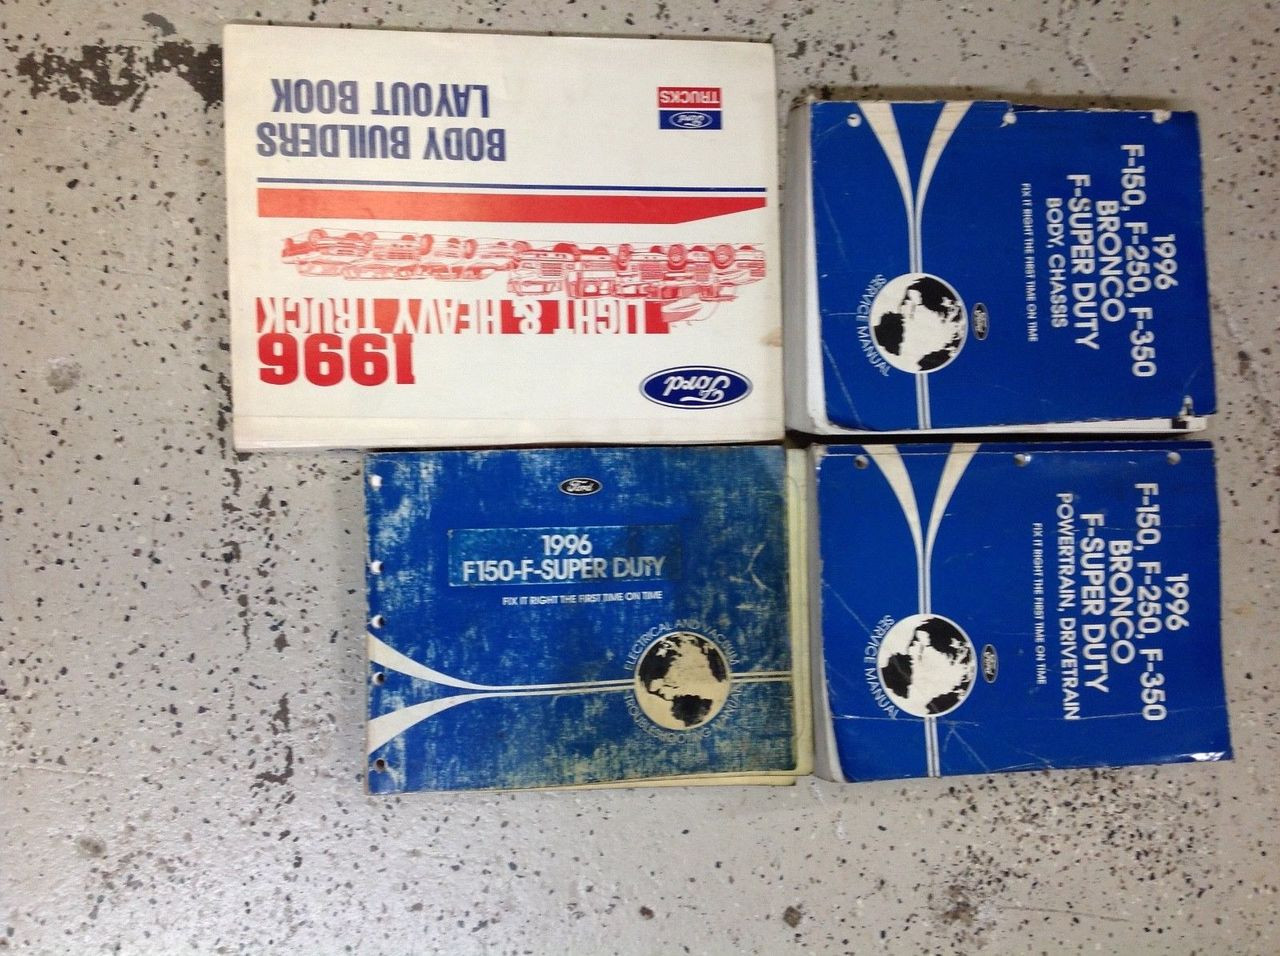 Ford
1996
LIGHT & HEAVY TRUCK
BODY BUILDERS
LAYOUT BOOK
Ford
TRUCKS
1996
F-150, F-250, F-350
BRONCO
F-SUPER DUTY
BODY, CHASSIS
FIX IT RIGHT THE FIRST TIME ON TIME
Ford
SERVICE MANUAL
Ford
1996
F150-F-SUPER DUTY
FIX IT RIGHT THE FIRST TIME ON TIME
ELECTRICAL AND VACUUM
TROUBLESHOOTING MANUAL
1996
F-150, F-250, F-350
BRONCO
F-SUPER DUTY
POWERTRAIN, DRIVETRAIN
FIX IT RIGHT THE FIRST TIME ON TIME
Ford
SERVICE MANUAL